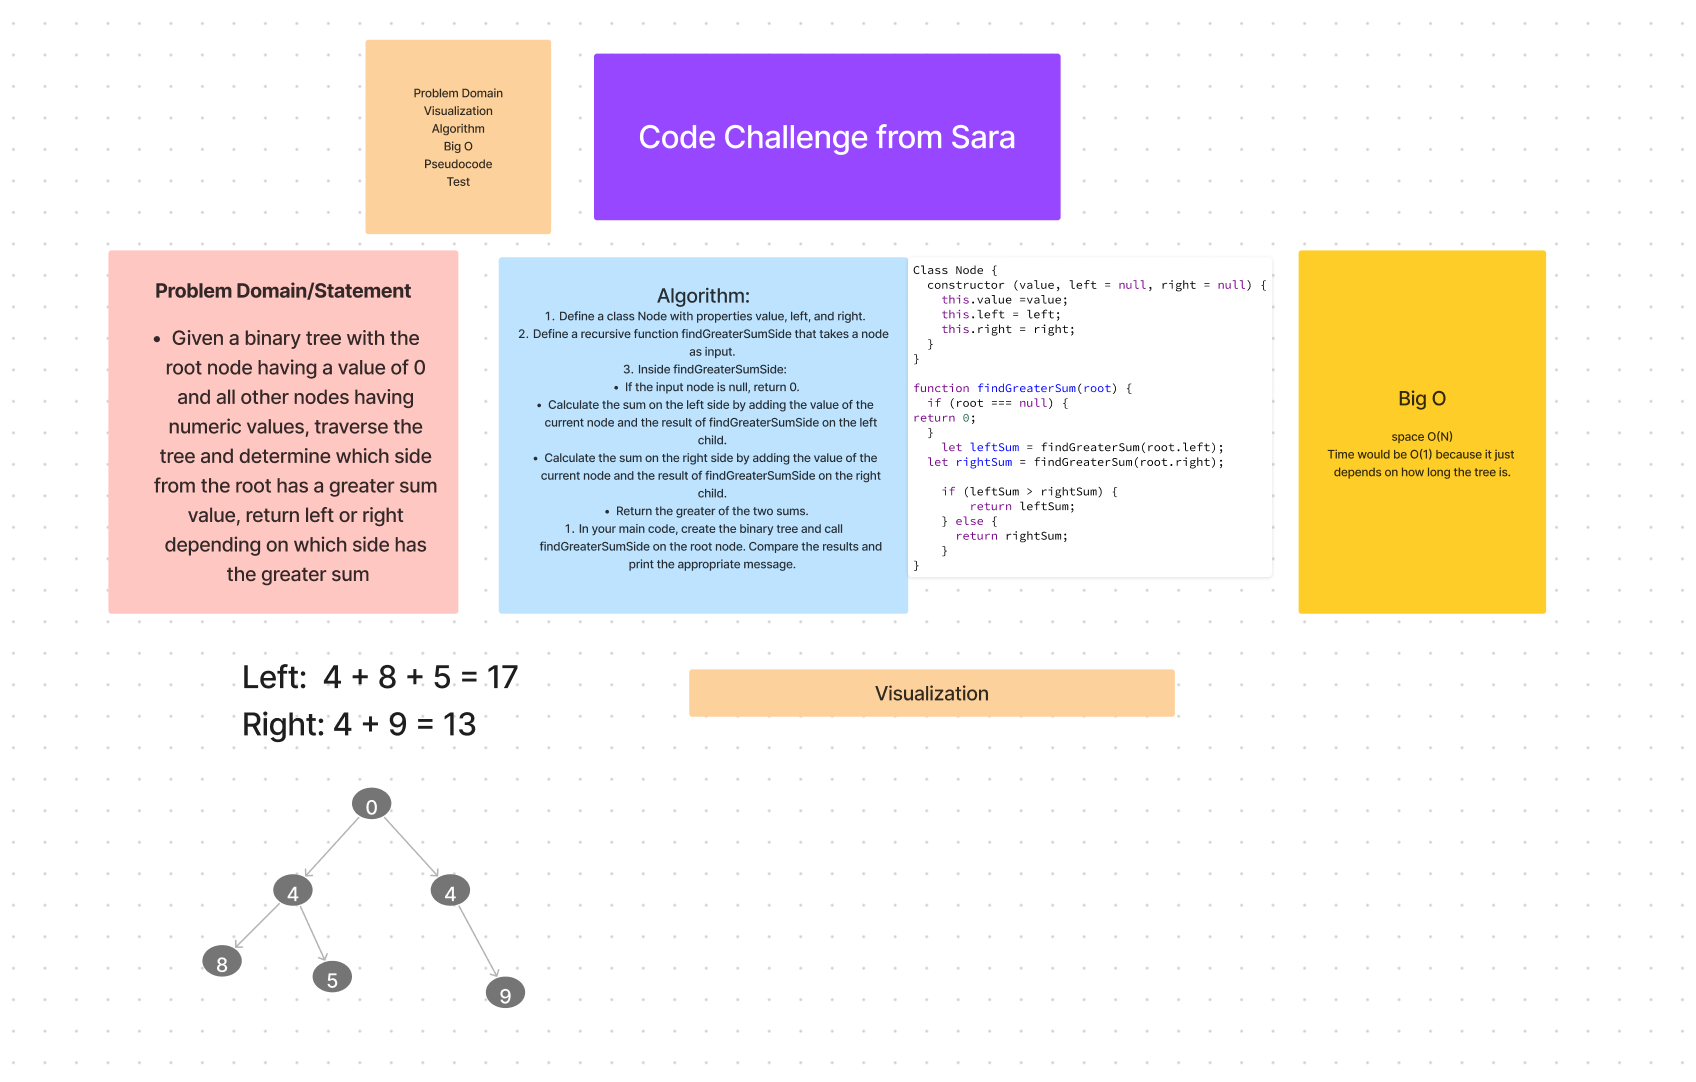 Problem Domain
Visualization
Algorithm
Big O
Pseudocode
Test
Code Challenge from Sara
Problem Domain/Statement
• Given a binary tree with the
root node having a value of 0
and all other nodes having
numeric values, traverse the
tree and determine which side
from the root has a greater sum
value, return left or right
depending on which side has
the greater sum
Algorithm:
1. Define a class Node with properties value, left, and right.
2. Define a recursive function findGreaterSumSide that takes a node
as input.
3. Inside findGreaterSumSide:
• If the input node is null, return 0.
• Calculate the sum on the left side by adding the value of the
current node and the result of findGreaterSumSide on the left
child.
• Calculate the sum on the right side by adding the value of the
current node and the result of findGreaterSumSide on the right
child.
• Return the greater of the two sums.
1. In your main code, create the binary tree and call
findGreaterSumSide on the root node. Compare the results and
print the appropriate message.
Class Node {
  constructor (value, left = null, right = null) {
    this.value =value;
    this.left = left;
    this.right = right;
  }
}
function findGreaterSum(root) {
  if (root === null) {
return 0;
  }
    let leftSum = findGreaterSum(root.left);
  let rightSum = findGreaterSum(root.right);
    if (leftSum > rightSum) {
        return leftSum;
    } else {
      return rightSum;
    }
}
Big O
space O(N)
Time would be O(1) because it just
depends on how long the tree is.
Left: 4 + 8 + 5 = 17
Right: 4 + 9 = 13
Visualization
0
4 4
8 5 9